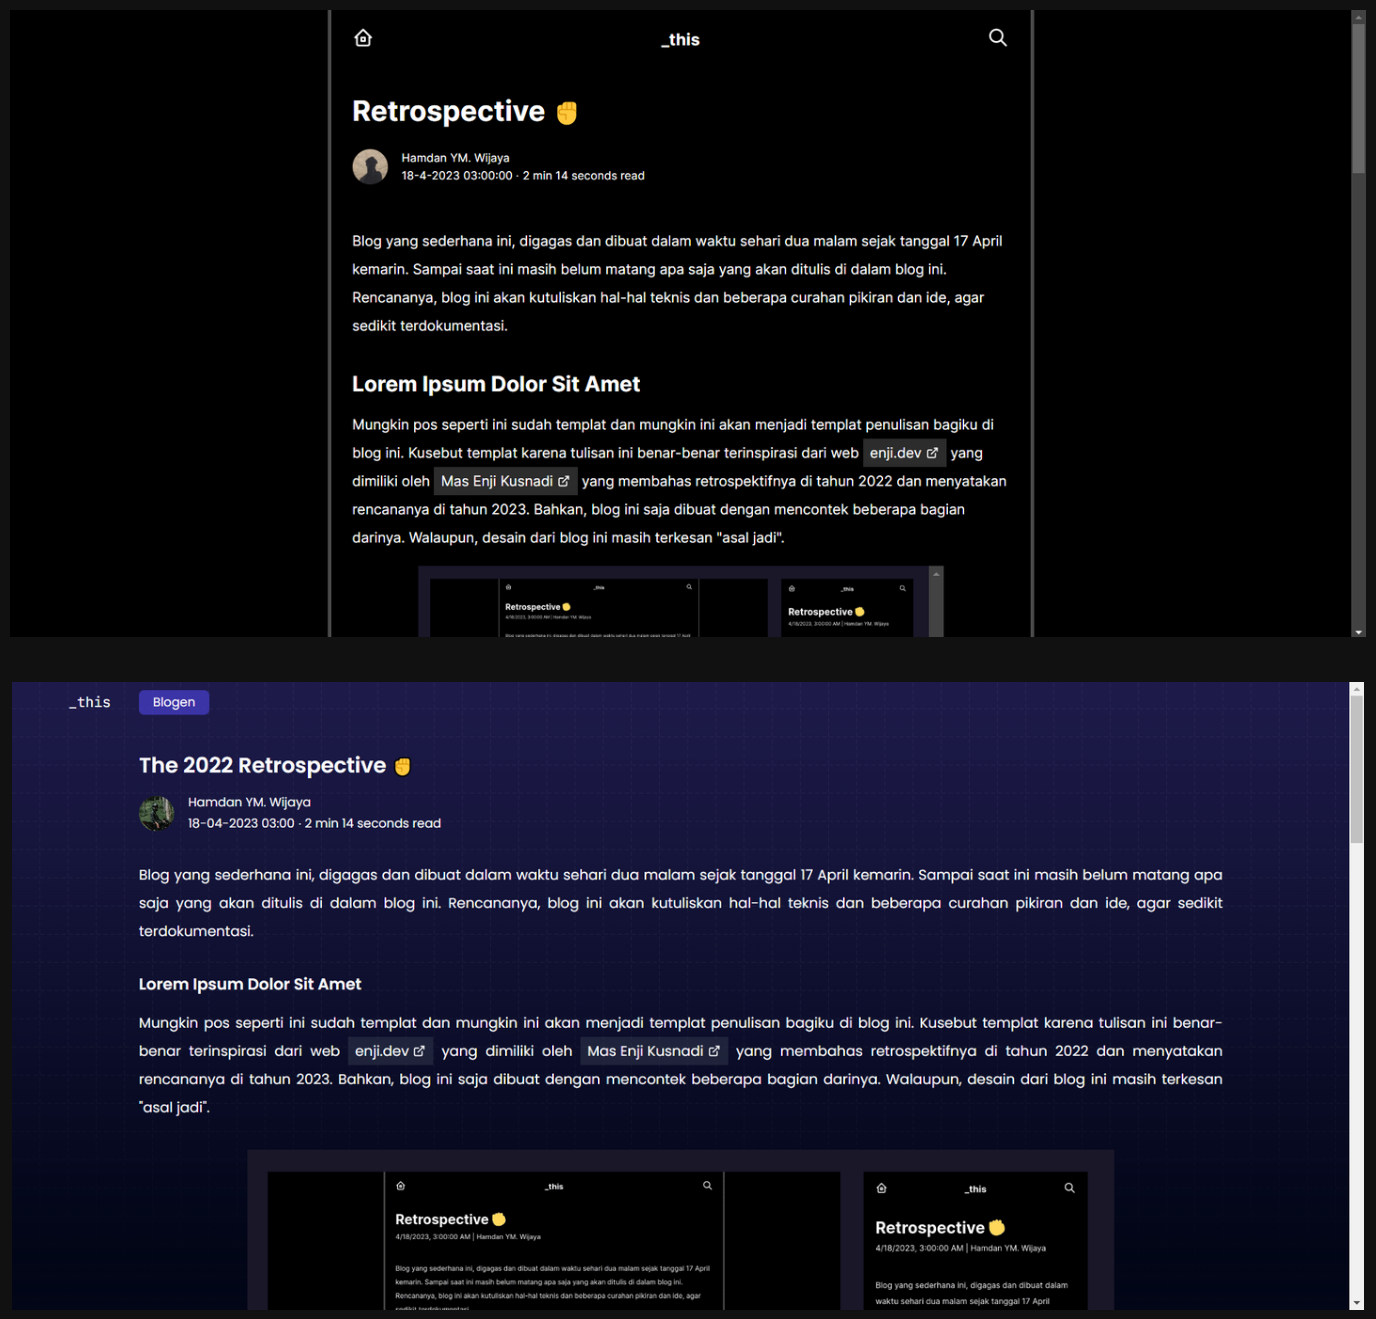 _this
Retrospective ✊
Hamdan YM. Wijaya
18-4-2023 03:00:00 · 2 min 14 seconds read
Blog yang sederhana ini, digagas dan dibuat dalam waktu sehari dua malam sejak tanggal 17 April
kemarin. Sampai saat ini masih belum matang apa saja yang akan ditulis di dalam blog ini.
Rencananya, blog ini akan kutuliskan hal-hal teknis dan beberapa curahan pikiran dan ide, agar
sedikit terdokumentasi.
Lorem Ipsum Dolor Sit Amet
Mungkin pos seperti ini sudah templat dan mungkin ini akan menjadi templat penulisan bagiku di
blog ini. Kusebut templat karena tulisan ini benar-benar terinspirasi dari web enji.dev yang
dimiliki oleh Mas Enji Kusnadi yang membahas retrospektifnya di tahun 2022 dan menyatakan
rencananya di tahun 2023. Bahkan, blog ini saja dibuat dengan mencontek beberapa bagian
darinya. Walaupun, desain dari blog ini masih terkesan "asal jadi".
_this
Retrospective ✊
4/18/2023, 3:00:00 AM | Hamdan YM. Wijaya
Blog yang sederhana ini, digagas dan dibuat dalam waktu sehari dua malam sejak tanggal 17 April
_this
Retrospective ✊
4/18/2023, 3:00:00 AM | Hamdan YM. Wijaya
_this Blogen
The 2022 Retrospective ✊
Hamdan YM. Wijaya
18-04-2023 03:00 · 2 min 14 seconds read
Blog yang sederhana ini, digagas dan dibuat dalam waktu sehari dua malam sejak tanggal 17 April kemarin. Sampai saat ini masih belum matang apa
saja yang akan ditulis di dalam blog ini. Rencananya, blog ini akan kutuliskan hal-hal teknis dan beberapa curahan pikiran dan ide, agar sedikit
terdokumentasi.
Lorem Ipsum Dolor Sit Amet
Mungkin pos seperti ini sudah templat dan mungkin ini akan menjadi templat penulisan bagiku di blog ini. Kusebut templat karena tulisan ini benar-
benar terinspirasi dari web enji.dev yang dimiliki oleh Mas Enji Kusnadi yang membahas retrospektifnya di tahun 2022 dan menyatakan
rencananya di tahun 2023. Bahkan, blog ini saja dibuat dengan mencontek beberapa bagian darinya. Walaupun, desain dari blog ini masih terkesan
"asal jadi".
_this
Retrospective ✊
4/18/2023, 3:00:00 AM | Hamdan YM. Wijaya
Blog yang sederhana ini, digagas dan dibuat dalam waktu sehari dua malam sejak tanggal 17 April
kemarin. Sampai saat ini masih belum matang apa saja yang akan ditulis di dalam blog ini.
Rencananya, blog ini akan kutuliskan hal-hal teknis dan beberapa curahan pikiran dan ide, agar
sedikit terdokumentasi.
_this
Retrospective ✊
4/18/2023, 3:00:00 AM | Hamdan YM. Wijaya
Blog yang sederhana ini, digagas dan dibuat dalam
waktu sehari dua malam sejak tanggal 17 April